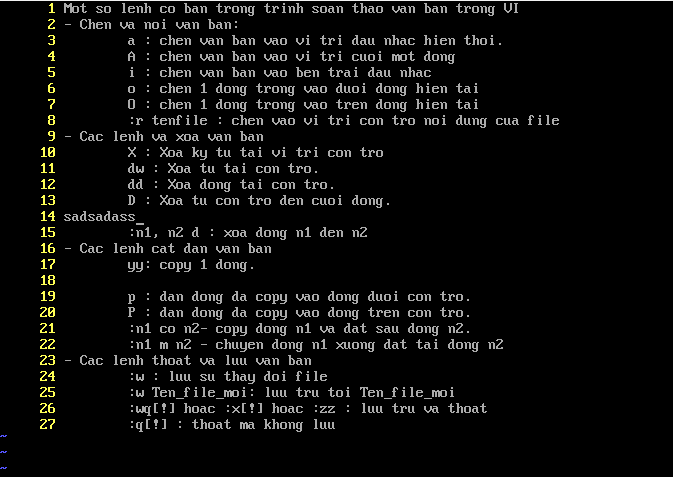 1 Mot so lenh co ban trong trinh soan thao van ban trong VI
2 - Chen va noi van ban:
3 a : chen van ban vao vi tri dau nhac hien thoi.
4 A : chen van ban vao vi tri cuoi mot dong
5 i : chen van ban vao ben trai dau nhac
6 o : chen 1 dong trong vao duoi dong hien tai
7 O : chen 1 dong trong vao tren dong hien tai
8 :r tenfile : chen vao vi tri con tro noi dung cua file
9 - Cac lenh va xoa van ban
10 X : Xoa ky tu tai vi tri con tro
11 dw : Xoa tu tai con tro.
12 dd : Xoa dong tai con tro.
13 D : Xoa tu con tro den cuoi dong.
14 sadsadass_
15 :n1, n2 d : xoa dong n1 den n2
16 - Cac lenh cat dan van ban
17 yy: copy 1 dong.
18
19 p : dan dong da copy vao dong duoi con tro.
20 P : dan dong da copy vao dong tren con tro.
21 :n1 co n2- copy dong n1 va dat sau dong n2.
22 :n1 m n2 - chuyen dong n1 xuong dat tai dong n2
23 - Cac lenh thoat va luu van ban
24 :w : luu su thay doi file
25 :w Ten_file_moi: luu tru toi Ten_file_moi
26 :wq[!] hoac :x[!] hoac :zz : luu tru va thoat
27 :q[!] : thoat ma khong luu
~
~
~